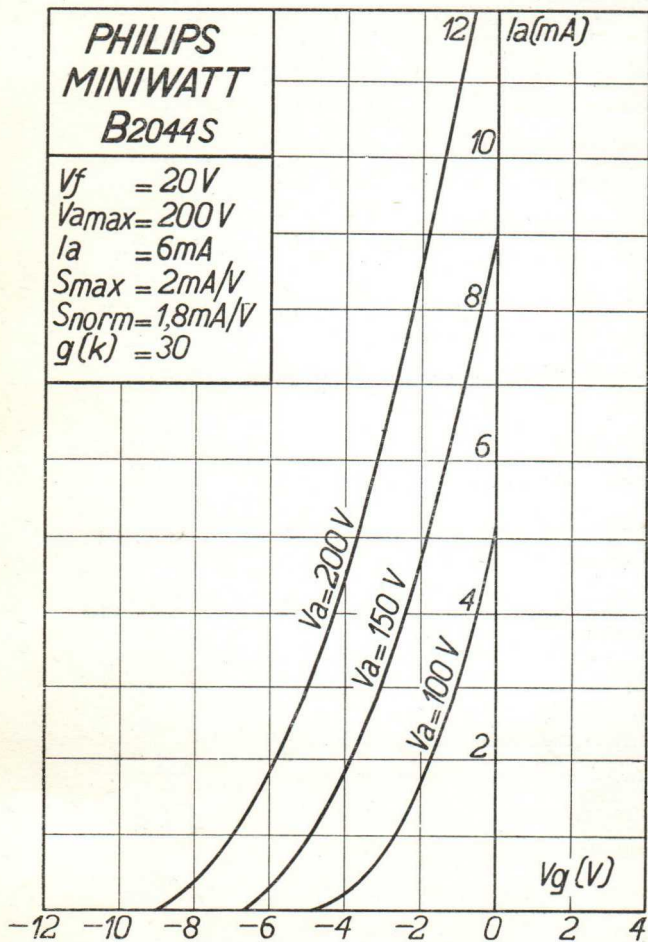 PHILIPS
MINIWATT
B2044S
Vf = 20V
Vamax = 200V
Ia = 6mA
Smax = 2mA/V
Snorm = 1,8mA/V
g(k) = 30
12
Ia(mA)
10
8
6
4
2
Va=200V
Va=150V
Va=100V
Vg(V)
-12 -10 -8 -6 -4 -2 0 2 4